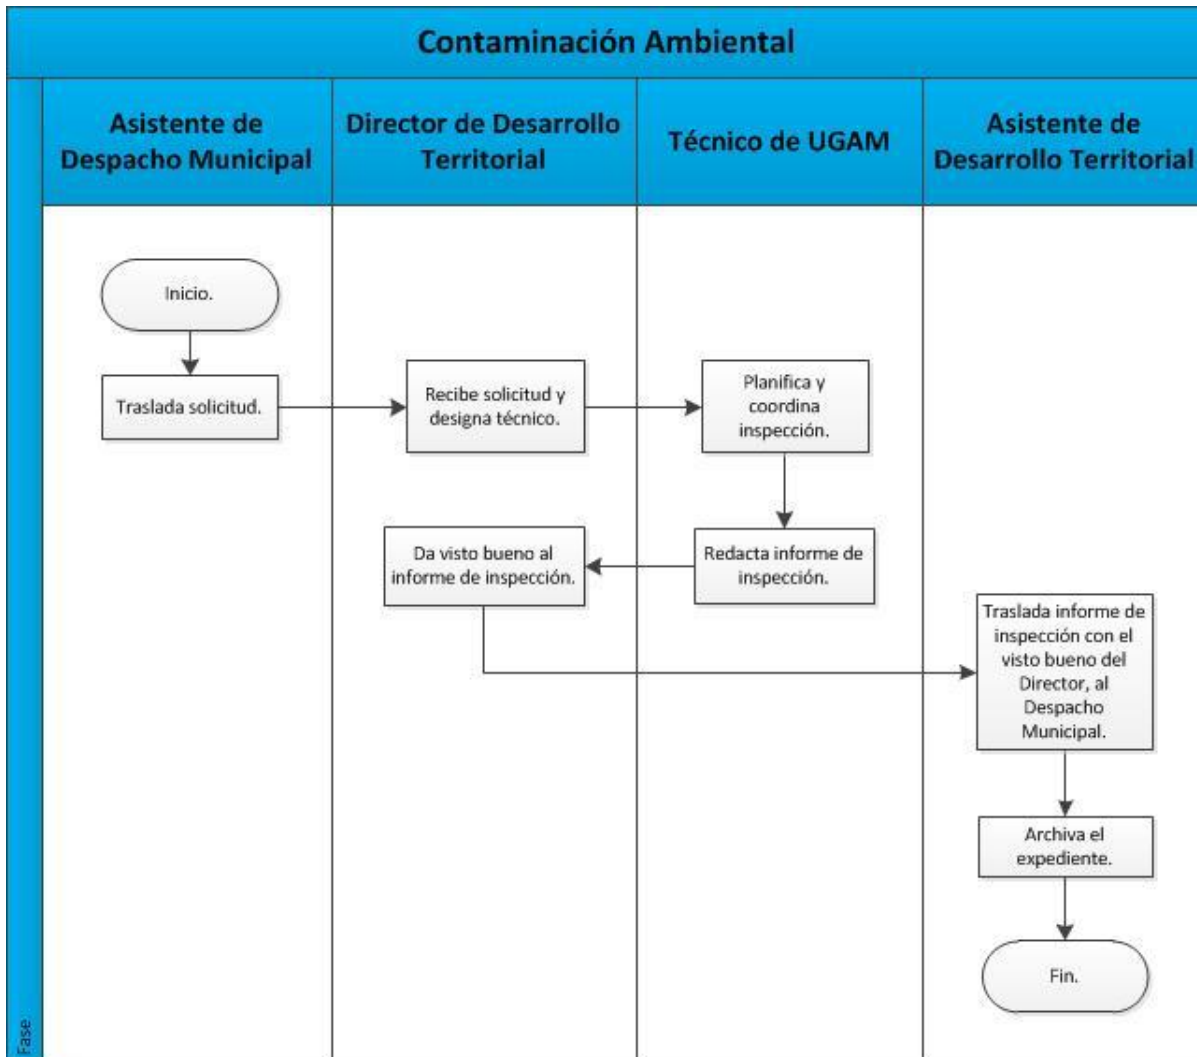 Contaminación Ambiental
Asistente de
Despacho Municipal
Director de Desarrollo
Territorial
Técnico de UGAM
Asistente de
Desarrollo Territorial
Inicio.
Traslada solicitud.
Recibe solicitud y
designa técnico.
Planifica y
coordina
inspección.
Da visto bueno al
informe de inspección.
Redacta informe de
inspección.
Traslada informe de
inspección con el
visto bueno del
Director, al
Despacho
Municipal.
Archiva el
expediente.
Fin.
Fase